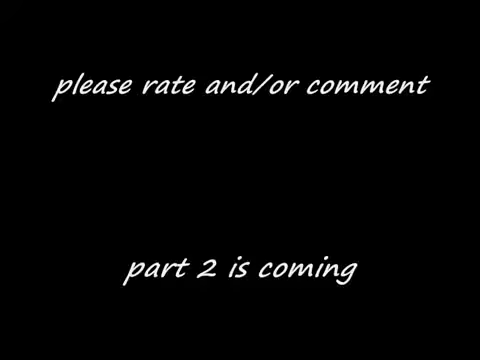 please rate and/or comment
part 2 is coming